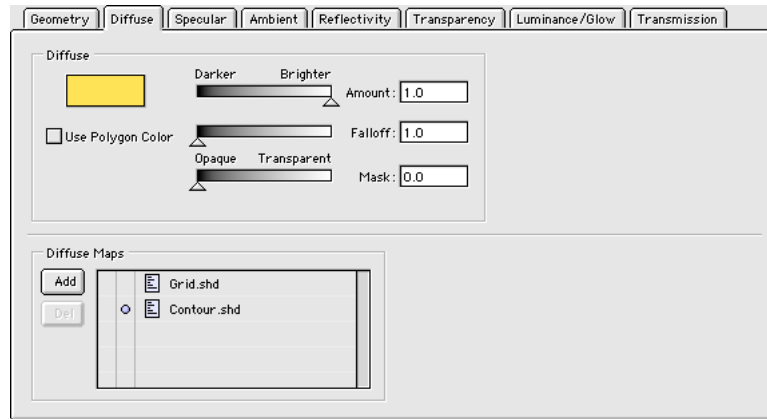 Geometry Diffuse Specular Ambient Reflectivity Transparency Luminance/Glow Transmission
Diffuse
Darker Brighter
Amount: 1.0
Use Polygon Color
Falloff: 1.0
Opaque Transparent
Mask: 0.0
Diffuse Maps
Add
Grid.shd
Del
Contour.shd